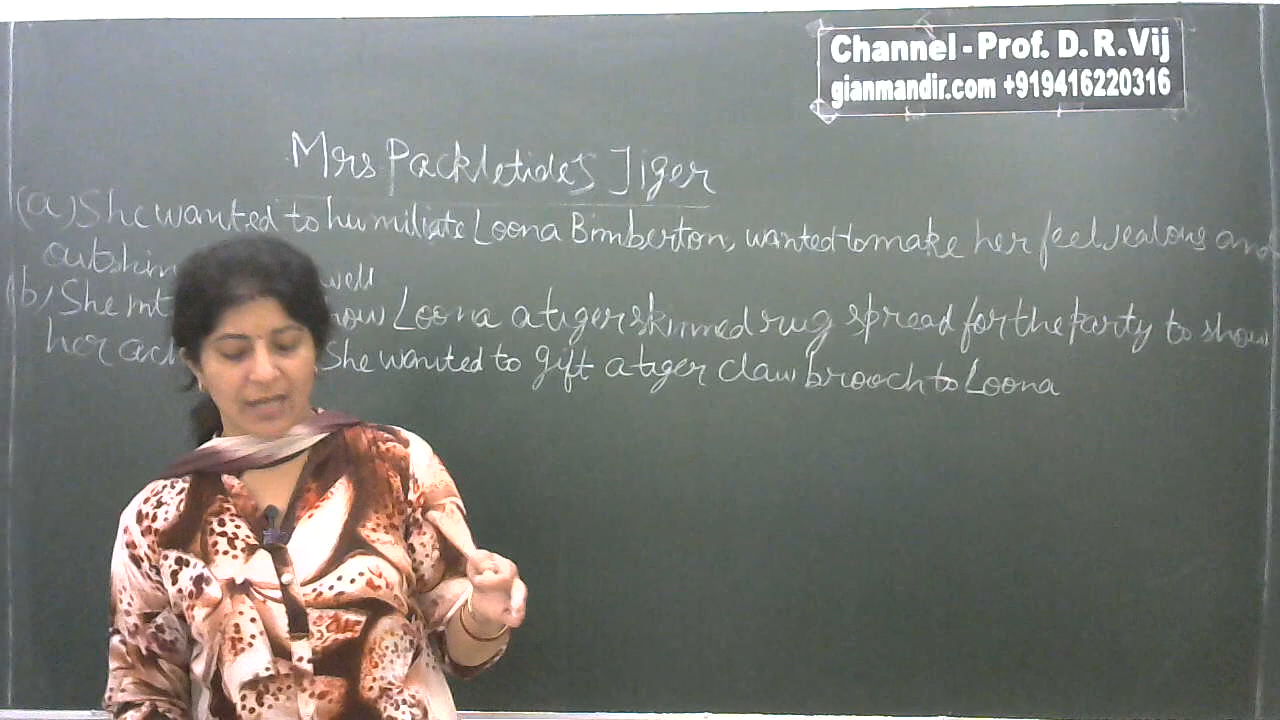 Channel - Prof. D. R. Vij
gianmandir.com +919416220316
Mrs Packletide's Tiger
(a) She wanted to humiliate Loona Bimberton, wanted to make her feel jealous and
outshin well
(b) She Loona a tiger skinned rug spread for the party to show
her She wanted to gift a tiger claw brooch to Loona